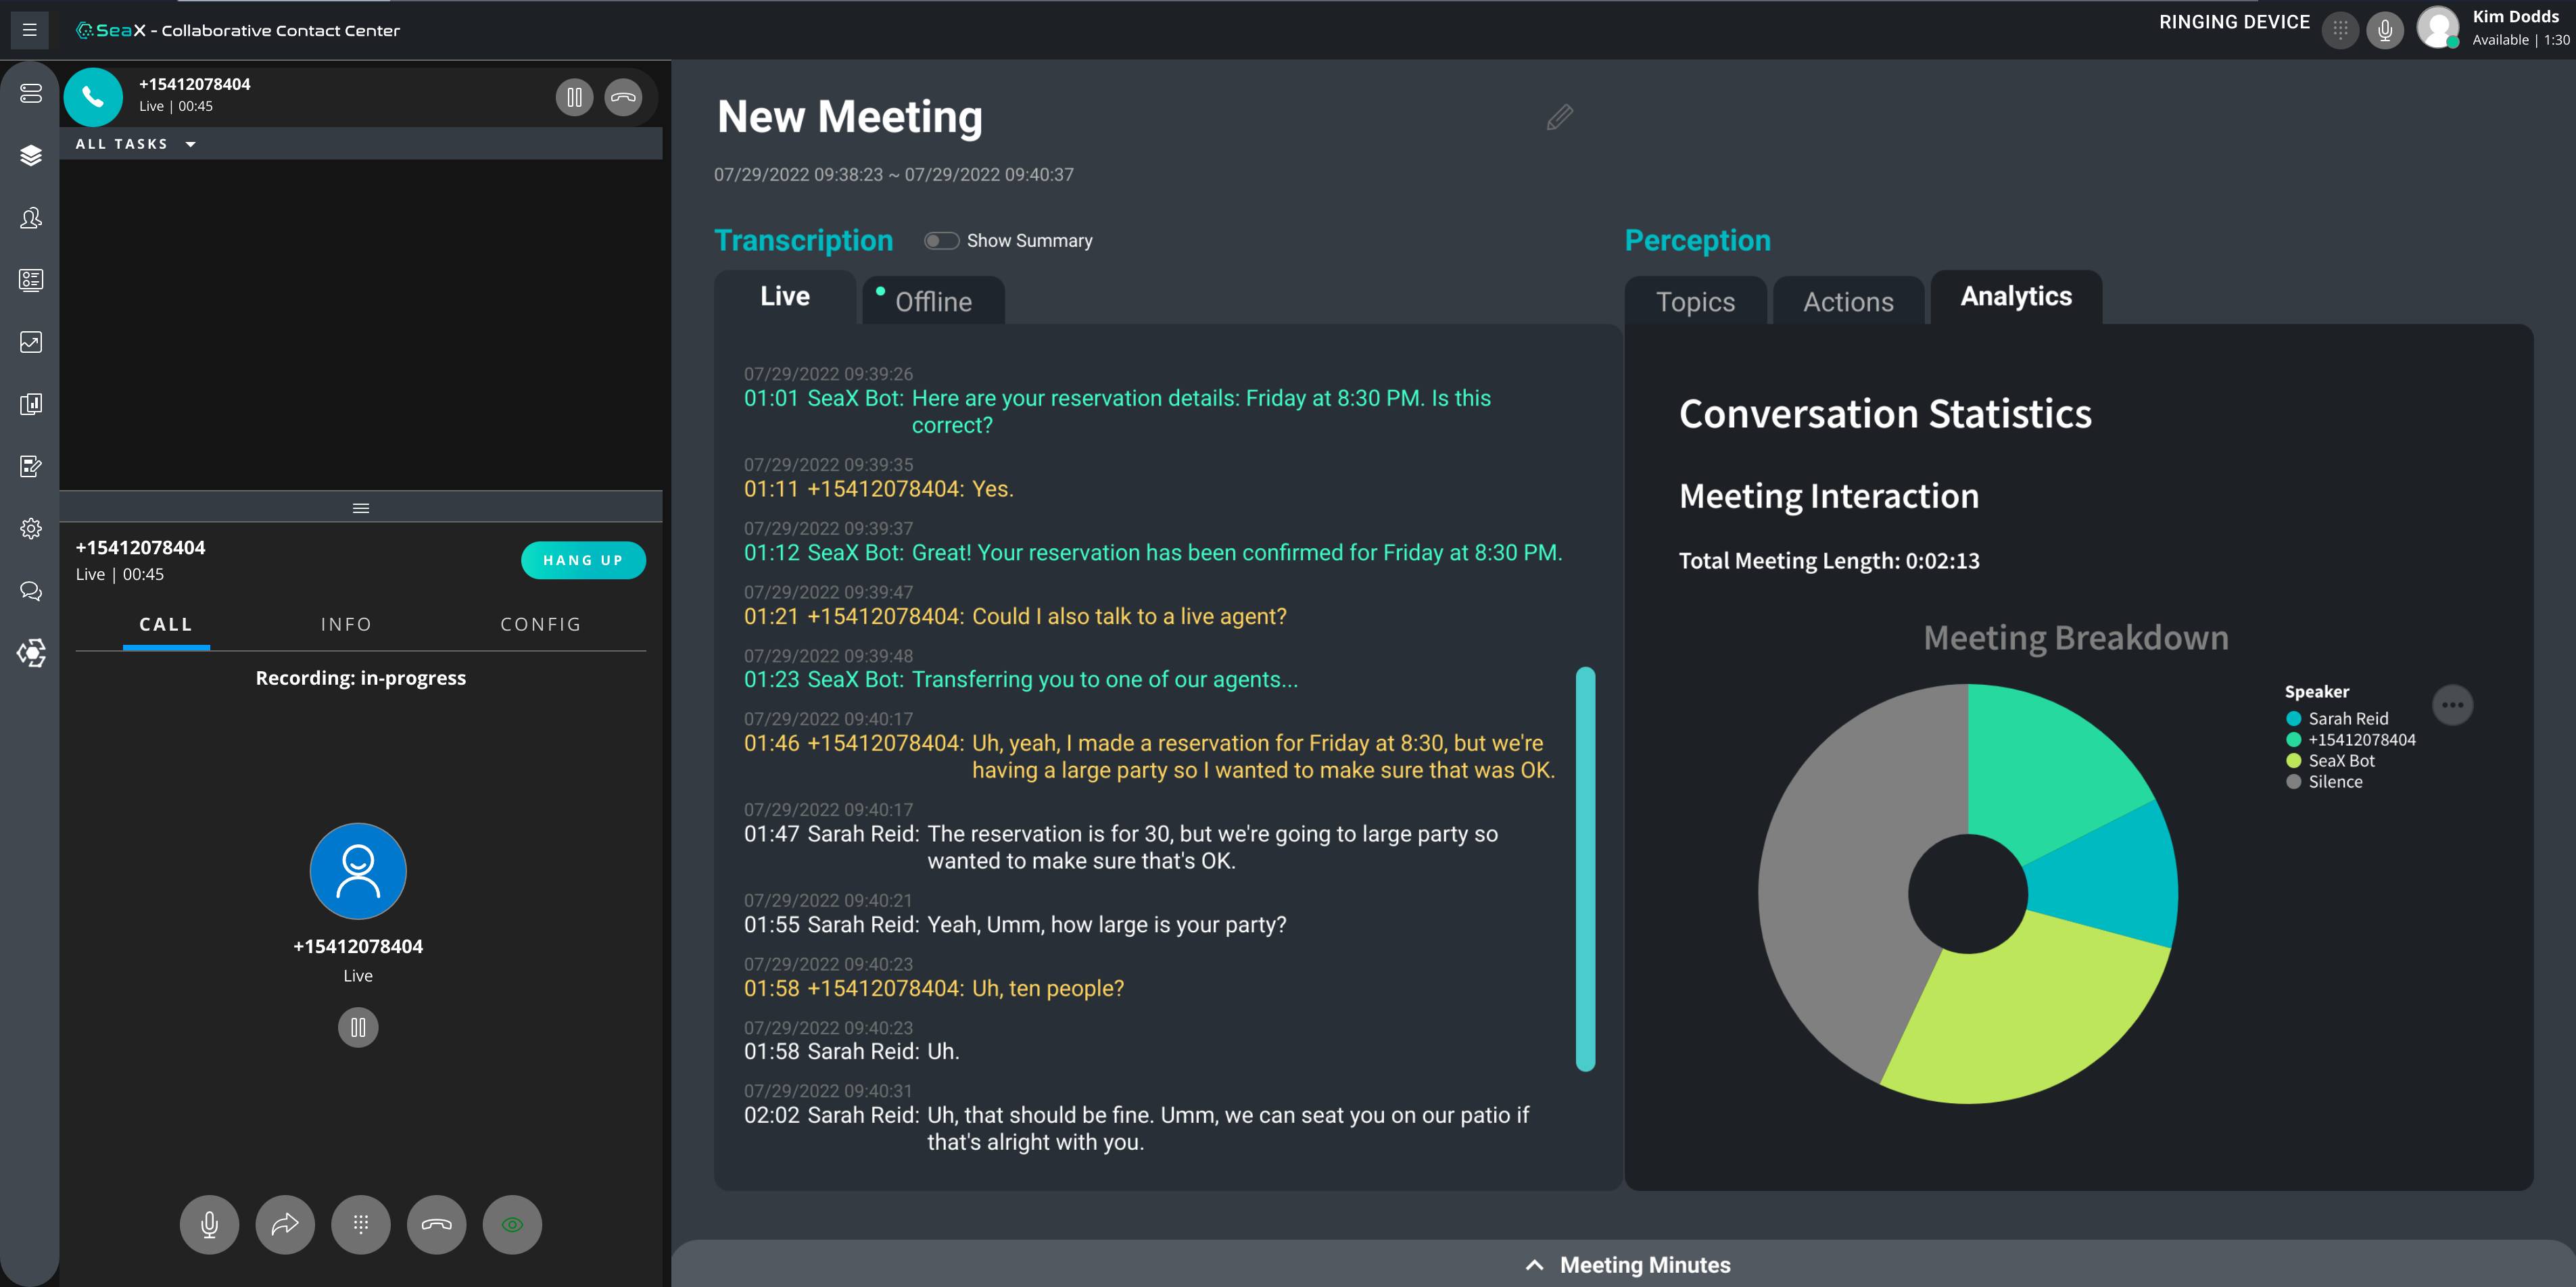 SeaX - Collaborative Contact Center
RINGING DEVICE
Kim Dodds
Available | 1:30
+15412078404
Live | 00:45
ALL TASKS
+15412078404
Live | 00:45
HANG UP
CALL
INFO
CONFIG
Recording: in-progress
+15412078404
Live
New Meeting
07/29/2022 09:38:23 ~ 07/29/2022 09:40:37
Transcription
Show Summary
Live
Offline
07/29/2022 09:39:26
01:01 SeaX Bot: Here are your reservation details: Friday at 8:30 PM. Is this
correct?
07/29/2022 09:39:35
01:11 +15412078404: Yes.
07/29/2022 09:39:37
01:12 SeaX Bot: Great! Your reservation has been confirmed for Friday at 8:30 PM.
07/29/2022 09:39:47
01:21 +15412078404: Could I also talk to a live agent?
07/29/2022 09:39:48
01:23 SeaX Bot: Transferring you to one of our agents...
07/29/2022 09:40:17
01:46 +15412078404: Uh, yeah, I made a reservation for Friday at 8:30, but we're
having a large party so I wanted to make sure that was OK.
07/29/2022 09:40:17
01:47 Sarah Reid: The reservation is for 30, but we're going to large party so
wanted to make sure that's OK.
07/29/2022 09:40:21
01:55 Sarah Reid: Yeah, Umm, how large is your party?
07/29/2022 09:40:23
01:58 +15412078404: Uh, ten people?
07/29/2022 09:40:23
01:58 Sarah Reid: Uh.
07/29/2022 09:40:31
02:02 Sarah Reid: Uh, that should be fine. Umm, we can seat you on our patio if
that's alright with you.
Perception
Topics
Actions
Analytics
Conversation Statistics
Meeting Interaction
Total Meeting Length: 0:02:13
Meeting Breakdown
Speaker
Sarah Reid
+15412078404
SeaX Bot
Silence
Meeting Minutes